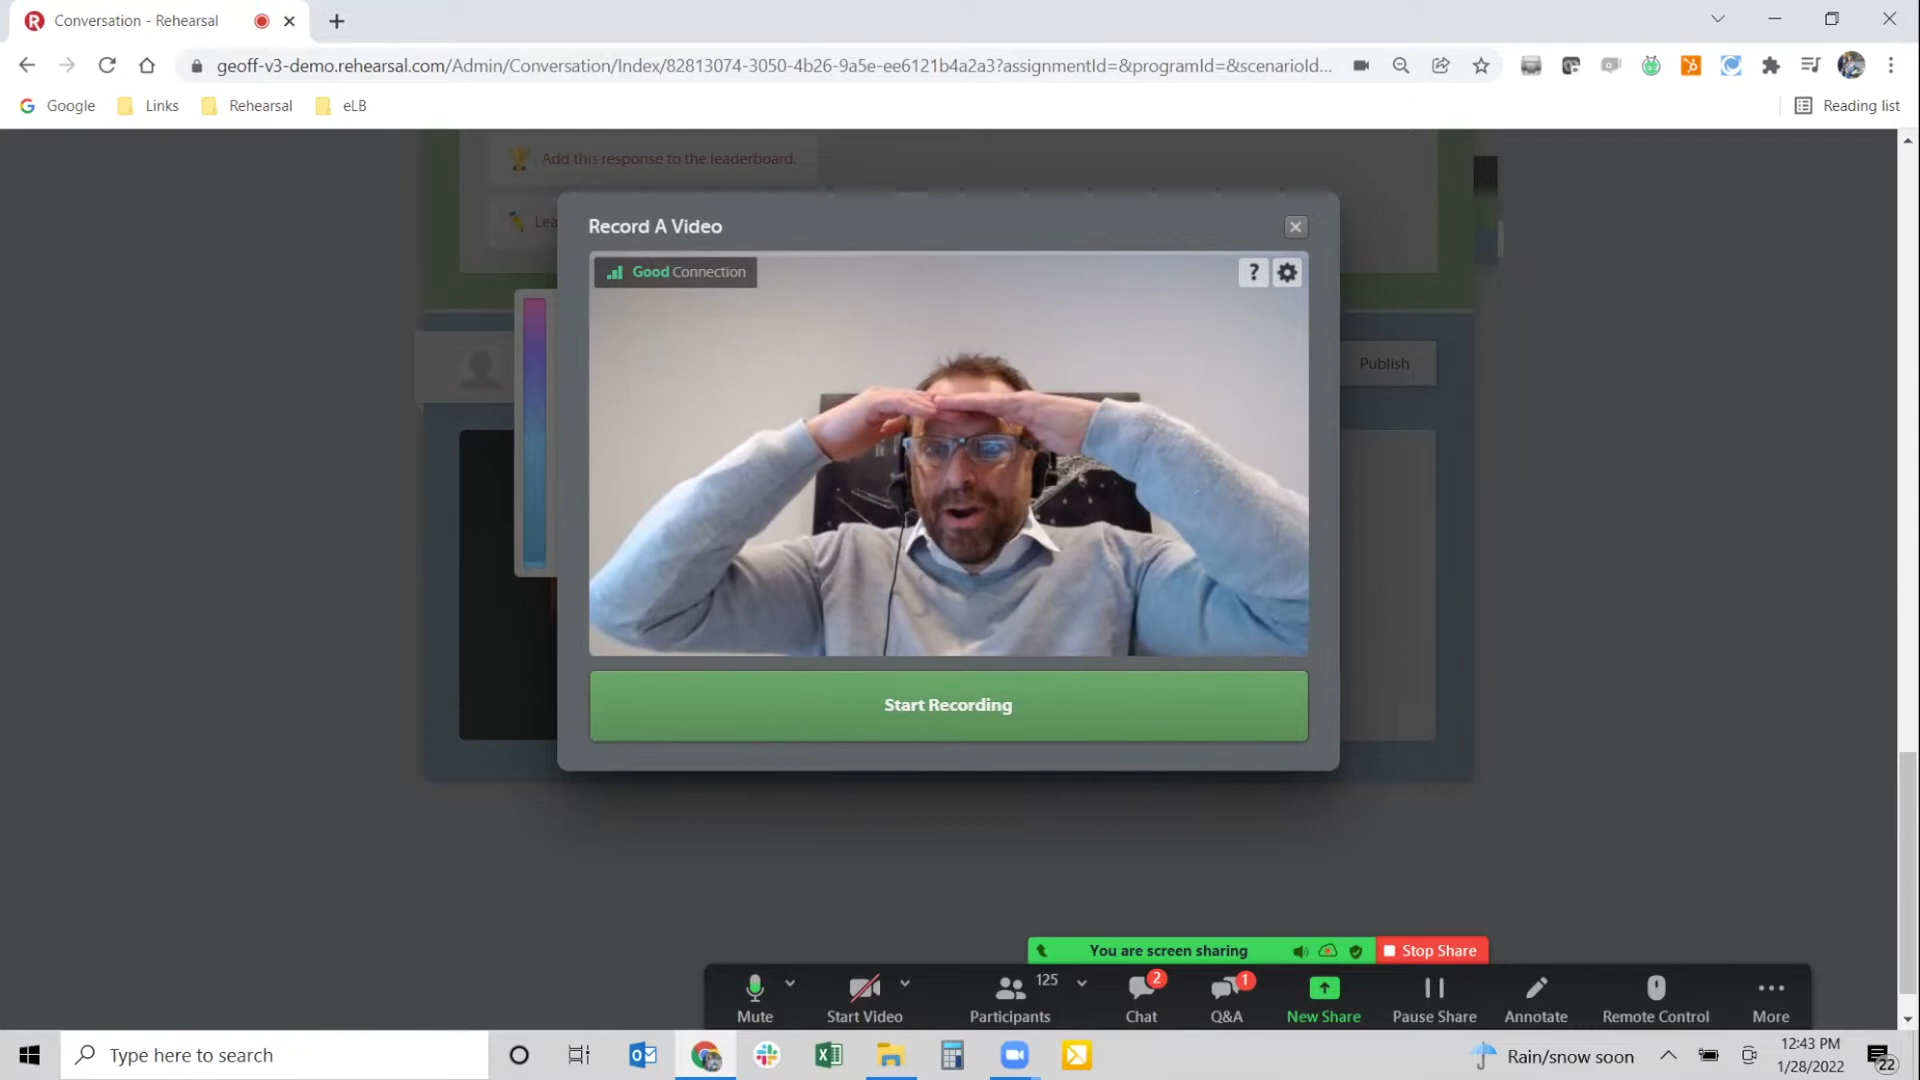 Conversation - Rehearsal
geoff-v3-demo.rehearsal.com/Admin/Conversation/Index/82813074-3050-4b26-9a5e-ee6121b4a2a3?assignmentId=&programId=&scenarioId...
Google Links Rehearsal eLB Reading list
Add this response to the leaderboard.
Record A Video
Good Connection ?
Publish
Start Recording
You are screen sharing Stop Share
125 2 1
Mute Start Video Participants Chat Q&A New Share Pause Share Annotate Remote Control More
Type here to search Rain/snow soon 12:43 PM
1/28/2022 22